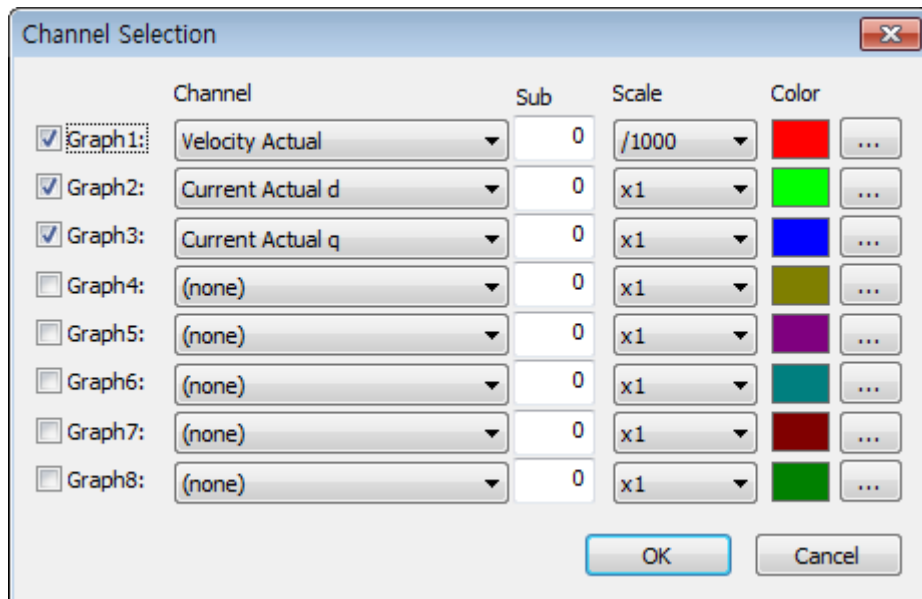 Channel Selection
Channel Sub Scale Color
Graph1: Velocity Actual 0 /1000 ...
Graph2: Current Actual d 0 x1 ...
Graph3: Current Actual q 0 x1 ...
Graph4: (none) 0 x1 ...
Graph5: (none) 0 x1 ...
Graph6: (none) 0 x1 ...
Graph7: (none) 0 x1 ...
Graph8: (none) 0 x1 ...
OK Cancel